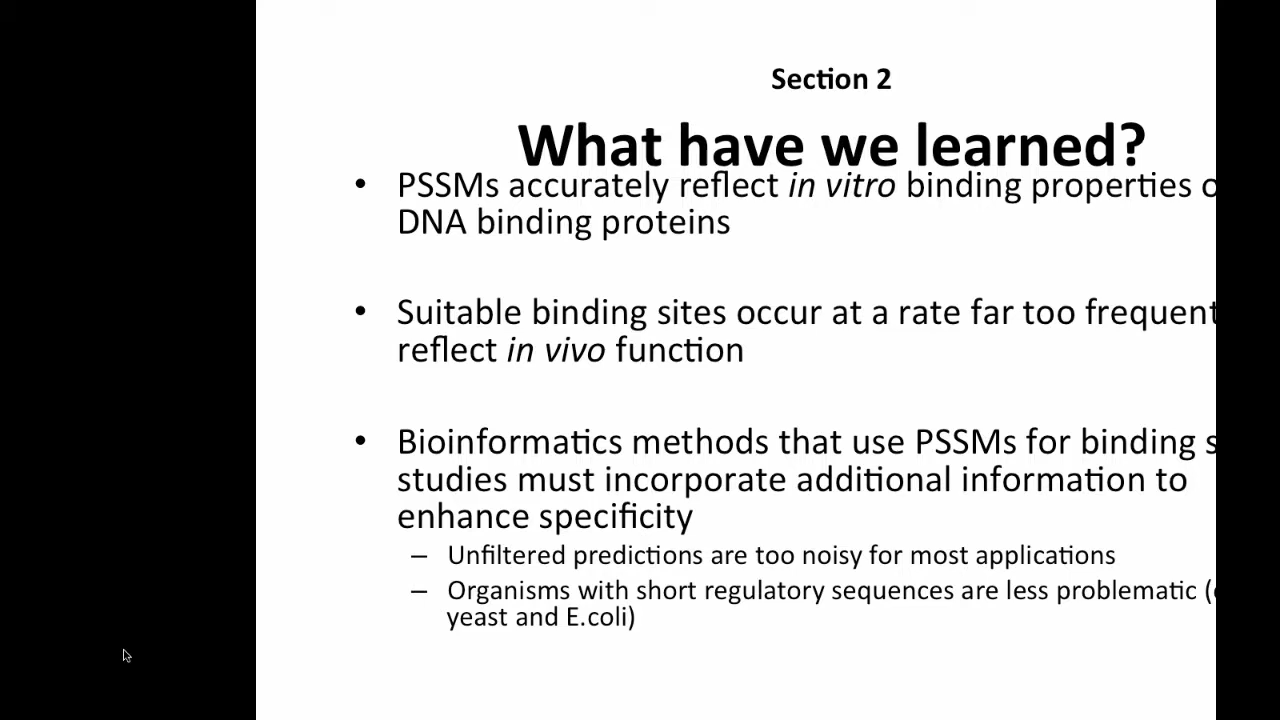 Section 2
What have we learned?
• PSSMs accurately reflect in vitro binding properties
DNA binding proteins
• Suitable binding sites occur at a rate far too frequent
reflect in vivo function
• Bioinformatics methods that use PSSMs for binding
studies must incorporate additional information to
enhance specificity
– Unfiltered predictions are too noisy for most applications
– Organisms with short regulatory sequences are less problematic
yeast and E.coli)